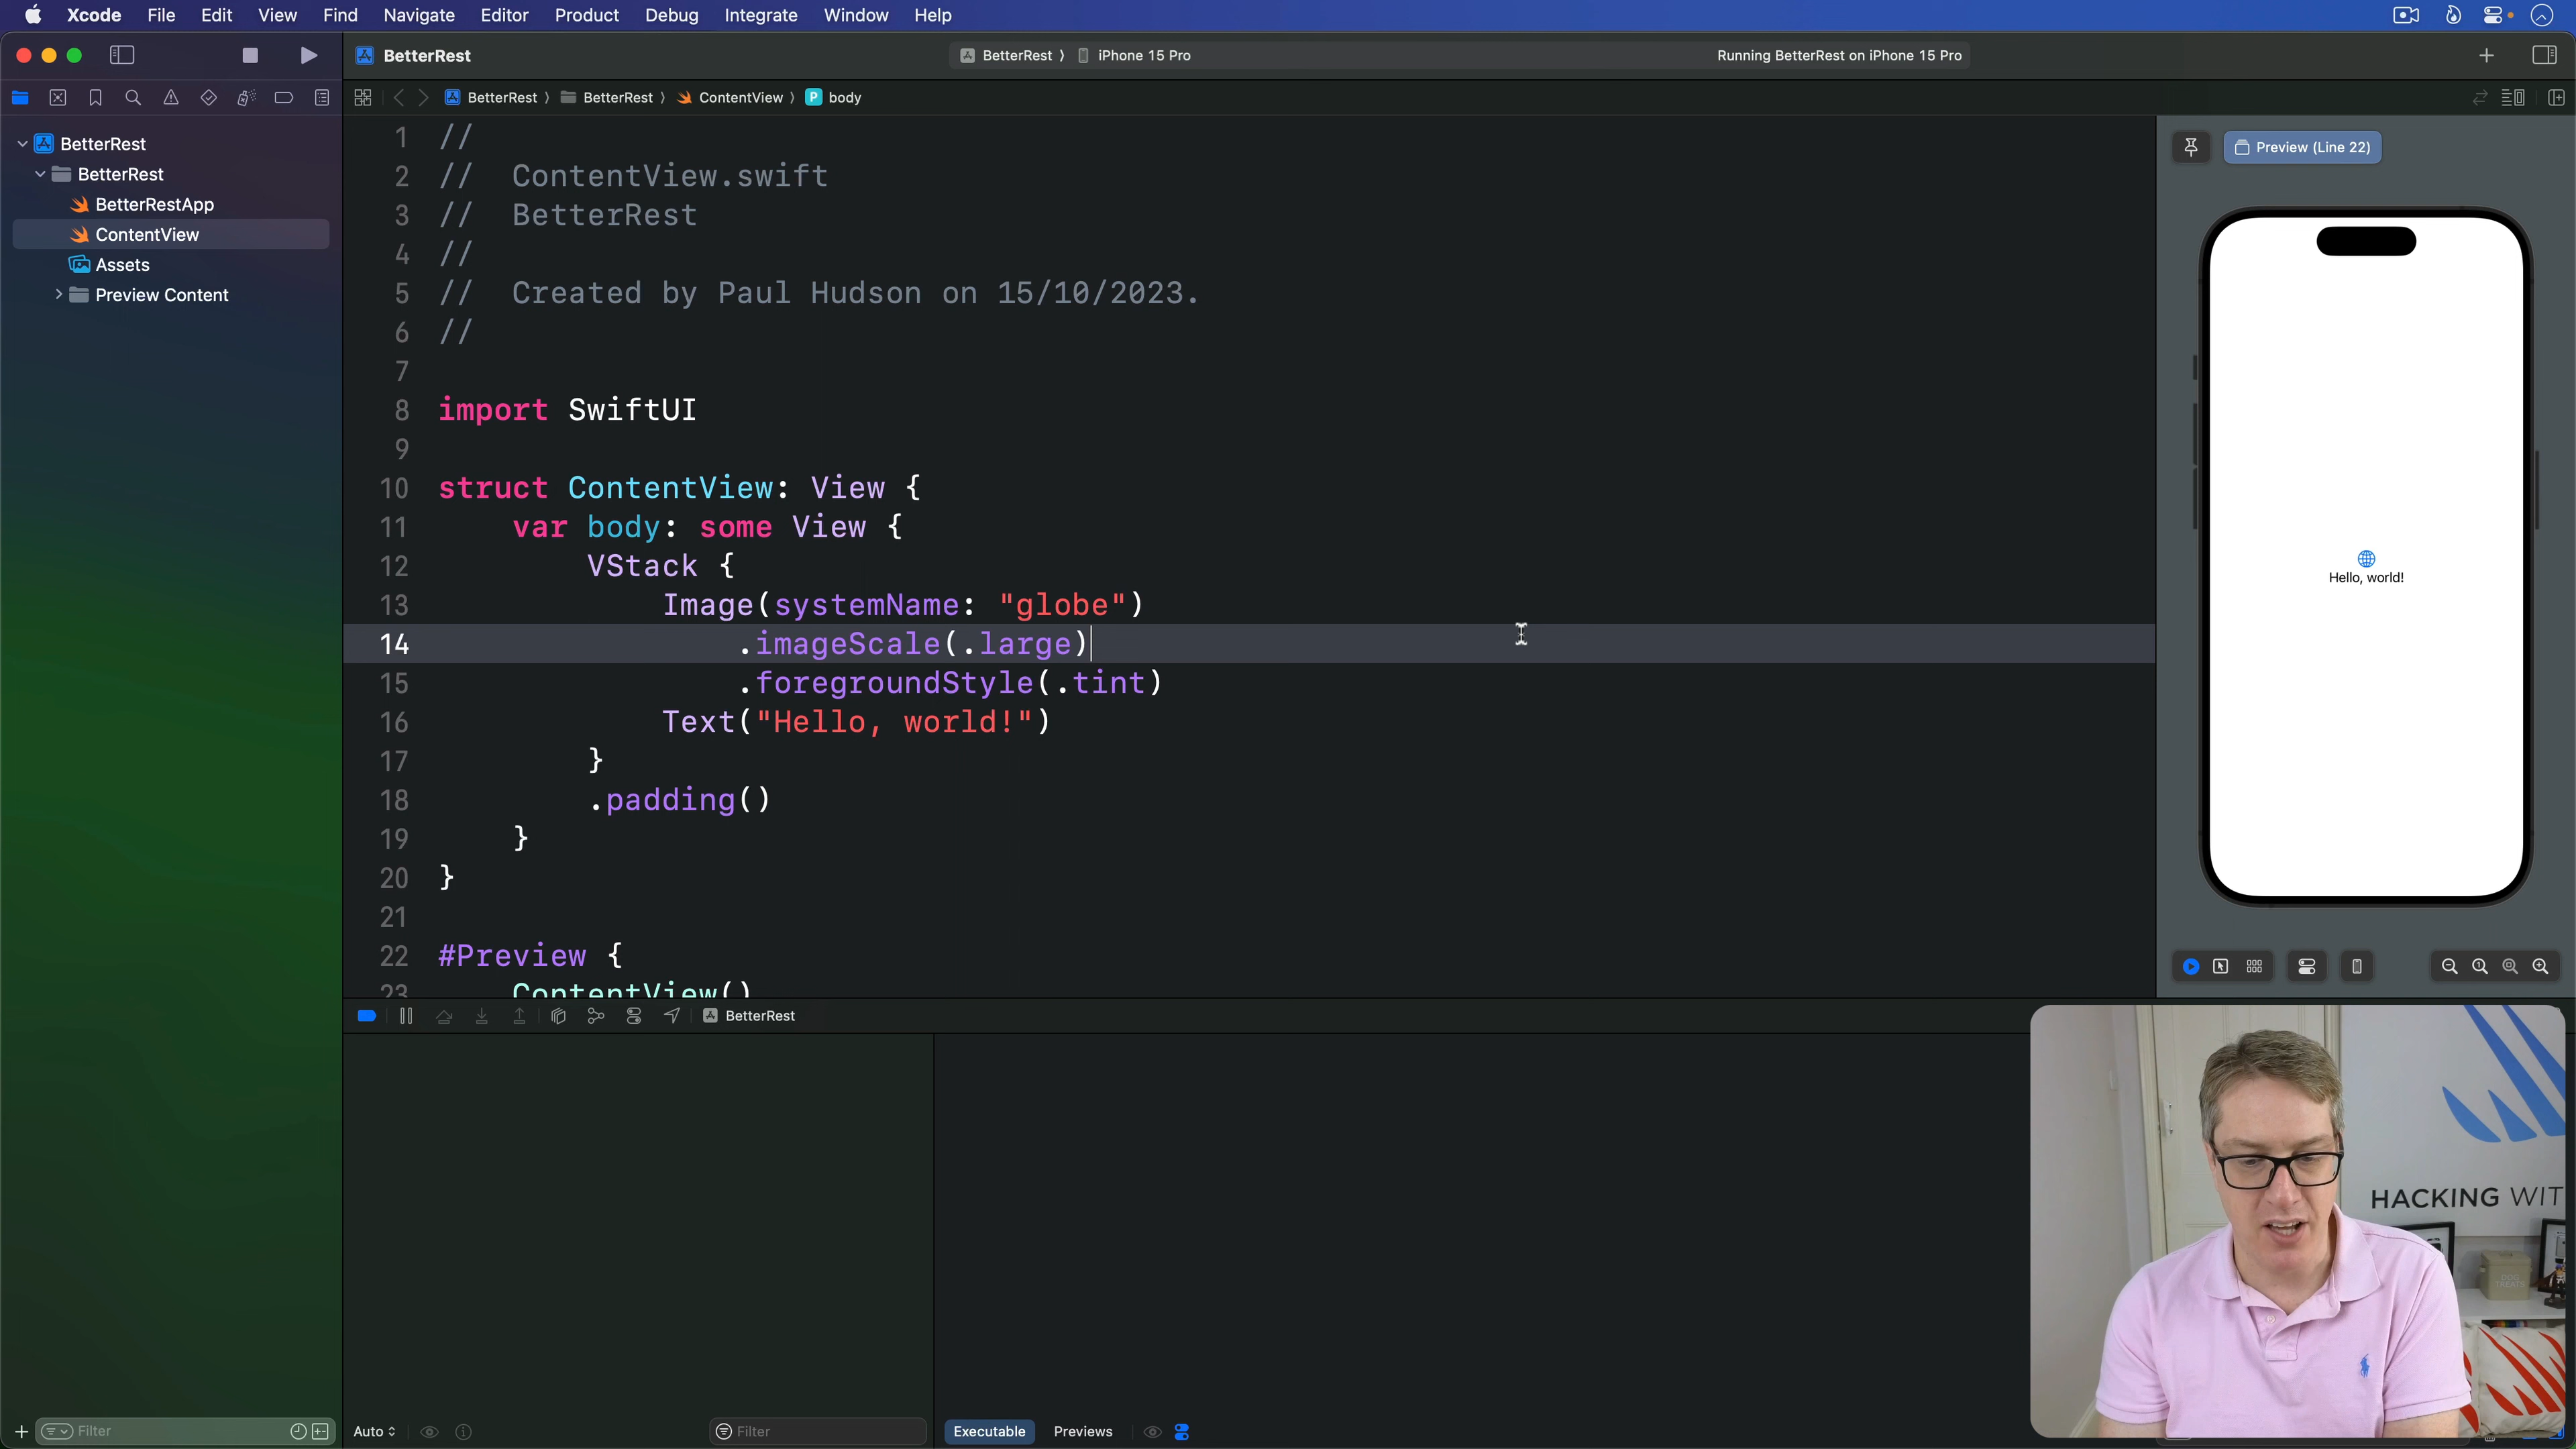 Xcode File Edit View Find Navigate Editor Product Debug Integrate Window Help
BetterRest
BetterRest ⟩ iPhone 15 Pro
Running BetterRest on iPhone 15 Pro
BetterRest ⟩ BetterRest ⟩ ContentView ⟩ P body
BetterRest
BetterRest
BetterRestApp
ContentView
Assets
Preview Content
1 //
2 // ContentView.swift
3 // BetterRest
4 //
5 // Created by Paul Hudson on 15/10/2023.
6 //
7
8 import SwiftUI
9
10 struct ContentView: View {
11 var body: some View {
12 VStack {
13 Image(systemName: "globe")
14 .imageScale(.large)
15 .foregroundStyle(.tint)
16 Text("Hello, world!")
17 }
18 .padding()
19 }
20 }
21
22 #Preview {
23 ContentView()
Preview (Line 22)
Hello, world!
BetterRest
Filter
Auto
Filter
Executable Previews
HACKING WIT
DOG
TREATS